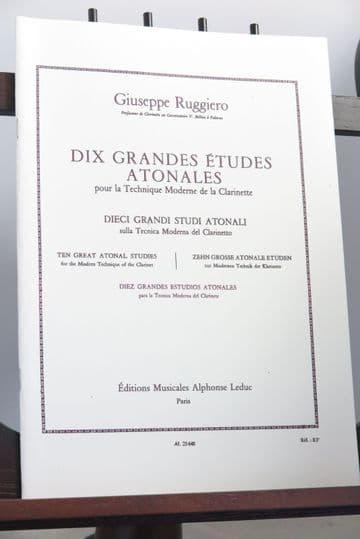 Giuseppe Ruggiero
Professeur de Clarinette au Conservatoire V. Bellini à Palerme
DIX GRANDES ÉTUDES
ATONALES
pour la Technique Moderne de la Clarinette
DIECI GRANDI STUDI ATONALI
sulla Tecnica Moderna del Clarinetto
TEN GREAT ATONAL STUDIES
for the Modern Technique of the Clarinet
ZEHN GROSSE ATONALE ETÜDEN
zur Modernen Technik der Klarinette
DIEZ GRANDES ESTUDIOS ATONALES
para la Tecnica Moderna del Clarinete
Éditions Musicales Alphonse Leduc
Paris